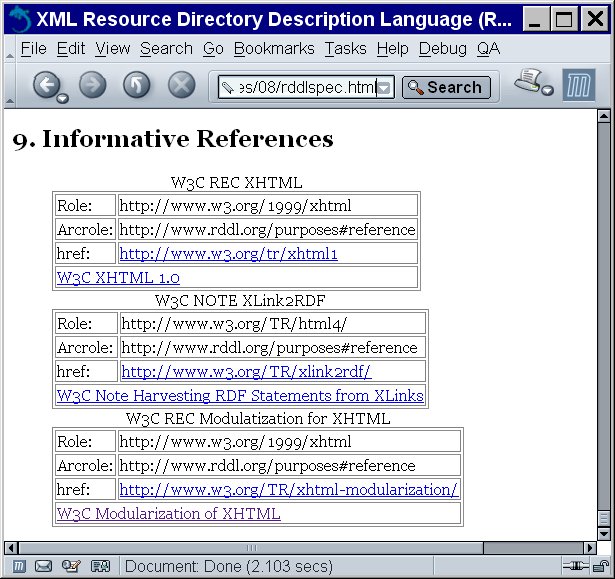 XML Resource Directory Description Language (R...
File Edit View Search Go Bookmarks Tasks Help Debug QA
es/08/rddlspec.html Search
9. Informative References
W3C REC XHTML
Role: http://www.w3.org/1999/xhtml
Arcrole: http://www.rddl.org/purposes#reference
href: http://www.w3.org/tr/xhtml1
W3C XHTML 1.0
W3C NOTE XLink2RDF
Role: http://www.w3.org/TR/html4/
Arcrole: http://www.rddl.org/purposes#reference
href: http://www.w3.org/TR/xlink2rdf/
W3C Note Harvesting RDF Statements from XLinks
W3C REC Modulatization for XHTML
Role: http://www.w3.org/1999/xhtml
Arcrole: http://www.rddl.org/purposes#reference
href: http://www.w3.org/TR/xhtml-modularization/
W3C Modularization of XHTML
Document: Done (2.103 secs)